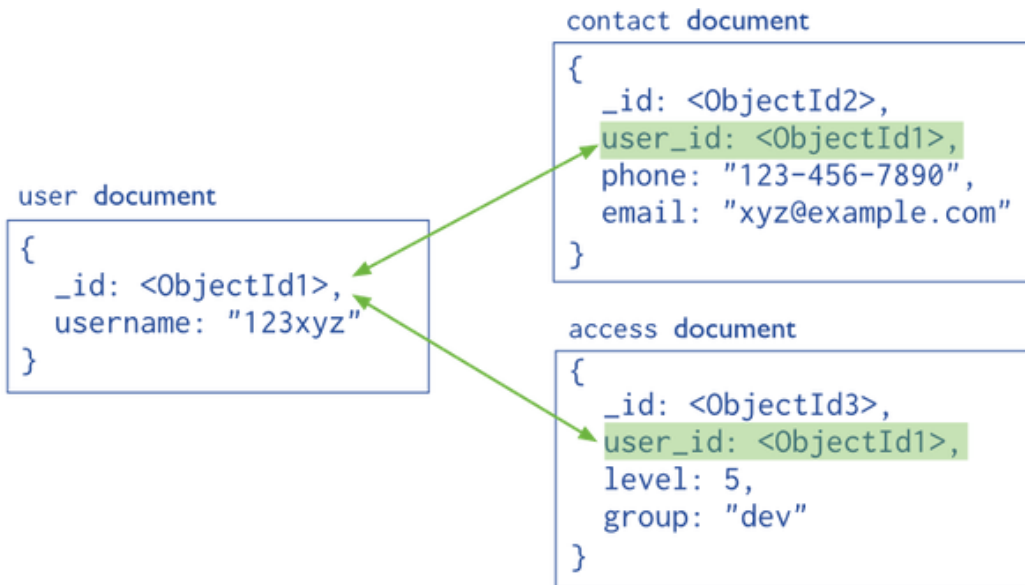 contact document
{
_id: <ObjectId2>,
user_id: <ObjectId1>,
phone: "123-456-7890",
email: "xyz@example.com"
}
user document
{
_id: <ObjectId1>,
username: "123xyz"
}
access document
{
_id: <ObjectId3>,
user_id: <ObjectId1>,
level: 5,
group: "dev"
}